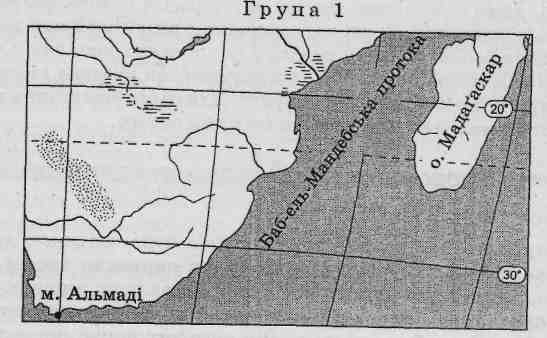 Група 1
Баб-ель-Мандебська протока
о. Мадагаскар
20°
30°
м. Альмаді